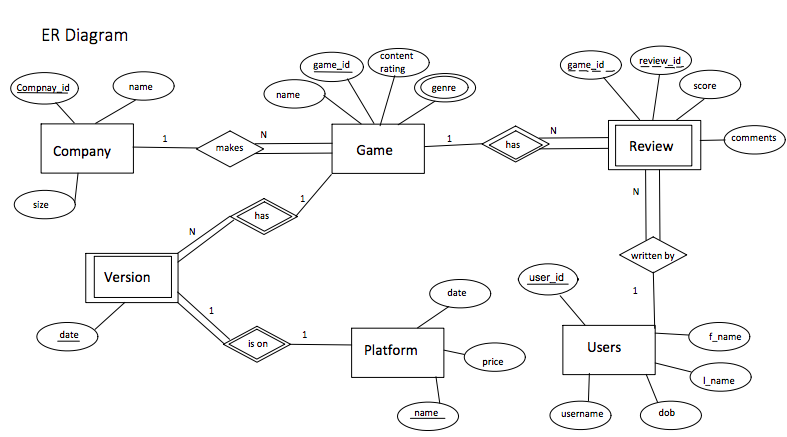 ER Diagram
Compnay_id
name
Company
size
1
makes
N
name
game_id
content
rating
genre
Game
1
has
N
game_id
review_id
score
comments
Review
N
written by
1
1
has
N
Version
date
1
is on
1
Platform
date
price
name
user_id
Users
f_name
l_name
dob
username